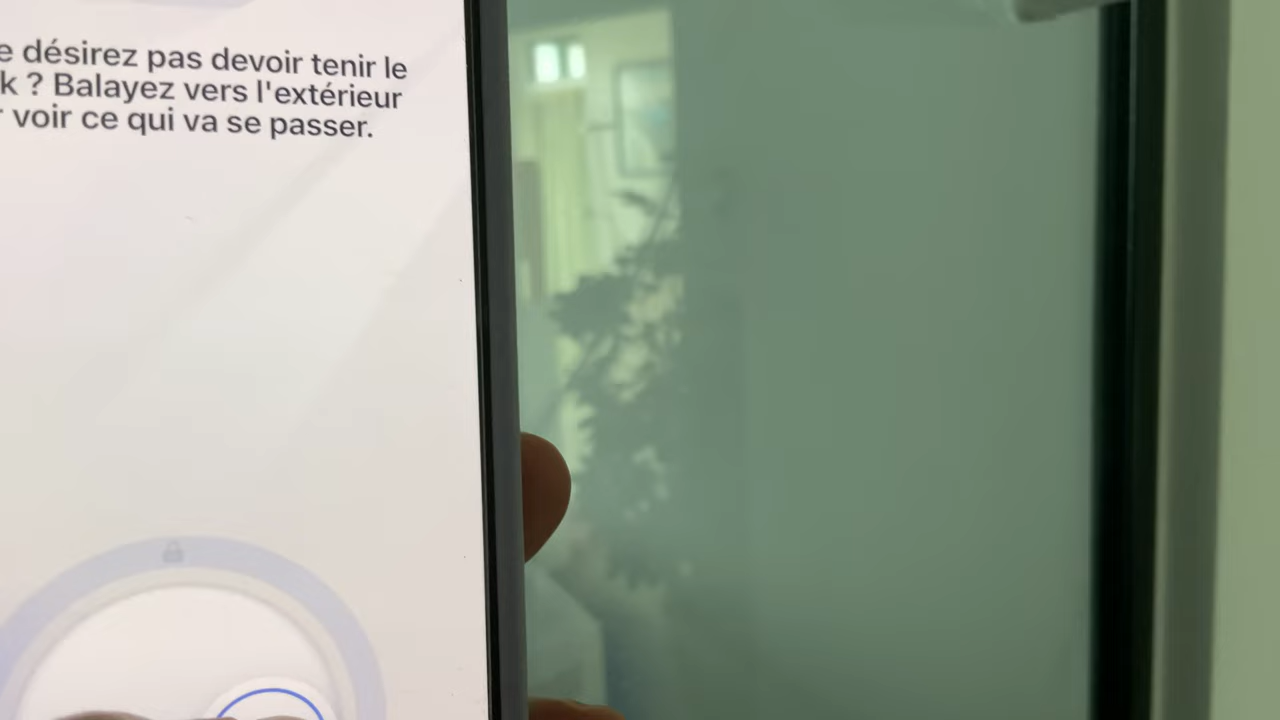 e désirez pas devoir tenir le
k ? Balayez vers l'extérieur
voir ce qui va se passer.